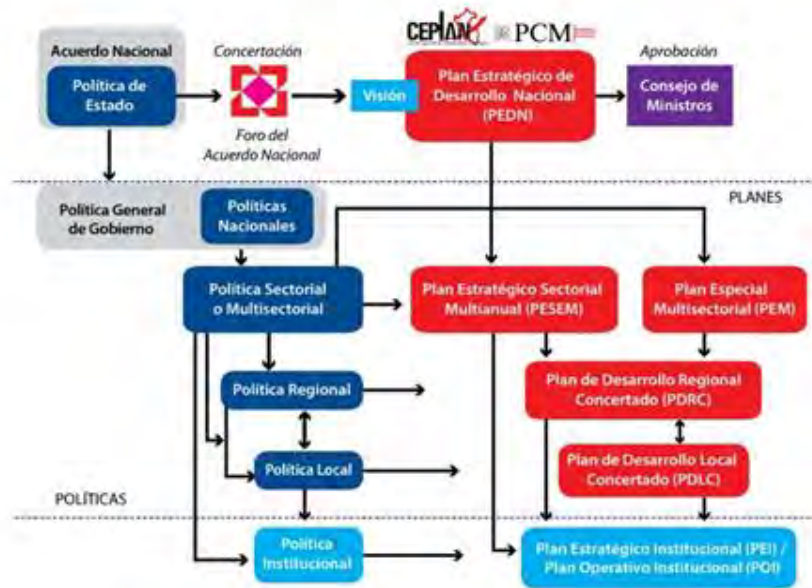 CEPLAN PCM
Acuerdo Nacional
Política de
Estado
Concertación
Foro del
Acuerdo Nacional
Visión
Plan Estratégico de
Desarrollo Nacional
(PEDN)
Aprobación
Consejo de
Ministros
PLANES
Política General
de Gobierno
Políticas
Nacionales
Política Sectorial
o Multisectorial
Plan Estratégico Sectorial
Multianual (PESEM)
Plan Especial
Multisectorial (PEM)
Política Regional
Plan de Desarrollo Regional
Concertado (PDRC)
Política Local
Plan de Desarrollo Local
Concertado (PDLC)
POLÍTICAS
Política
Institucional
Plan Estratégico Institucional (PEI) /
Plan Operativo Institucional (POI)